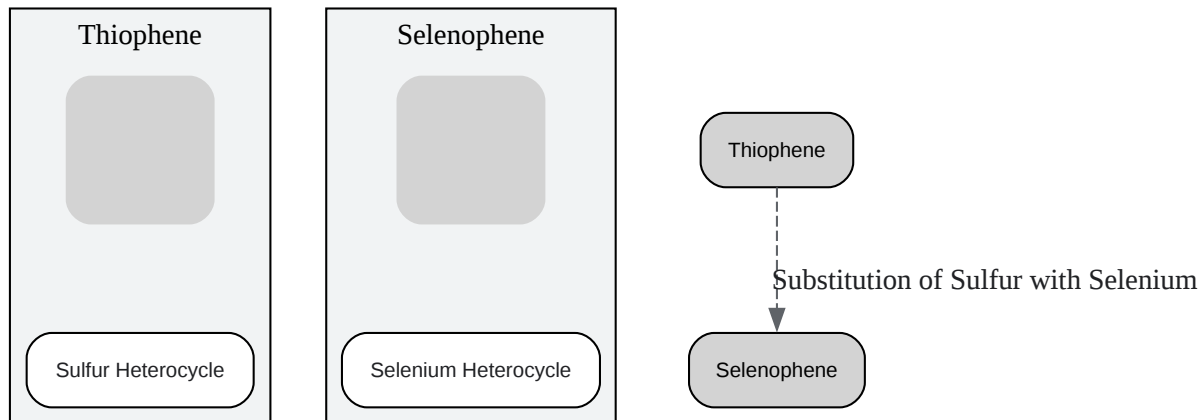 Thiophene
Sulfur Heterocycle
Selenophene
Selenium Heterocycle
Thiophene
Substitution of Sulfur with Selenium
Selenophene